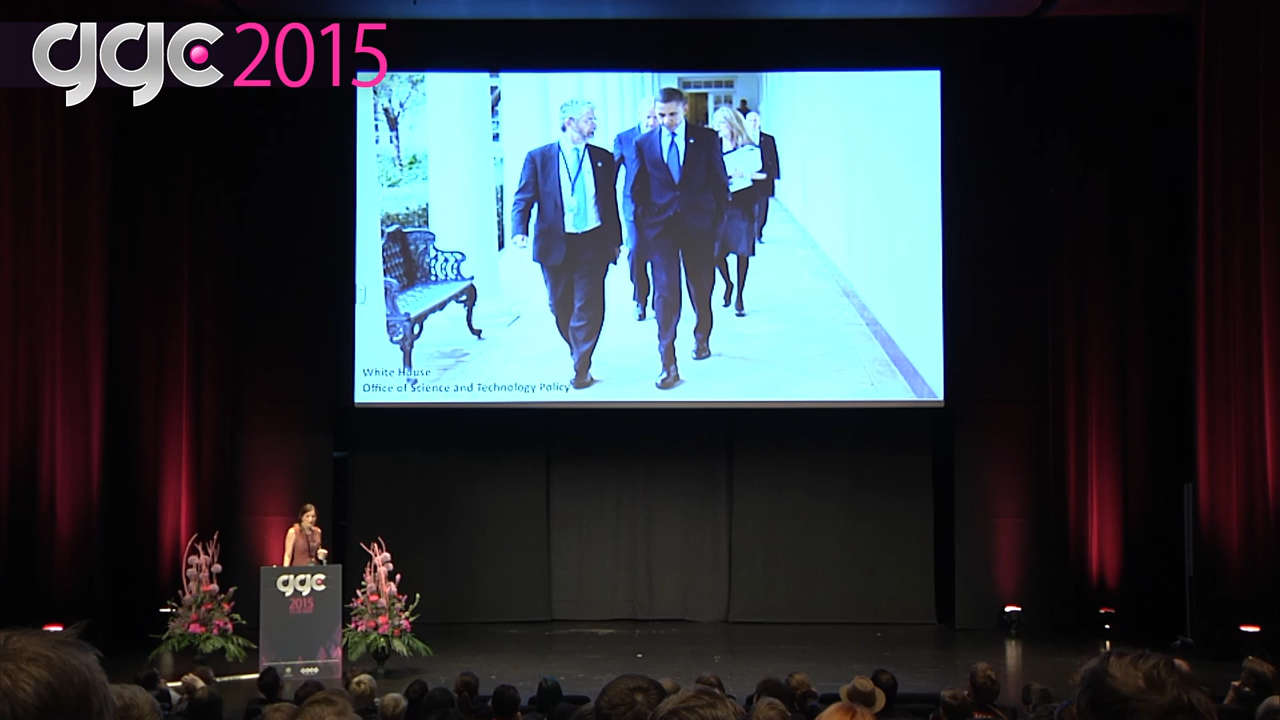 ggc 2015
White House
Office of Science and Technology Policy
ggc
2015